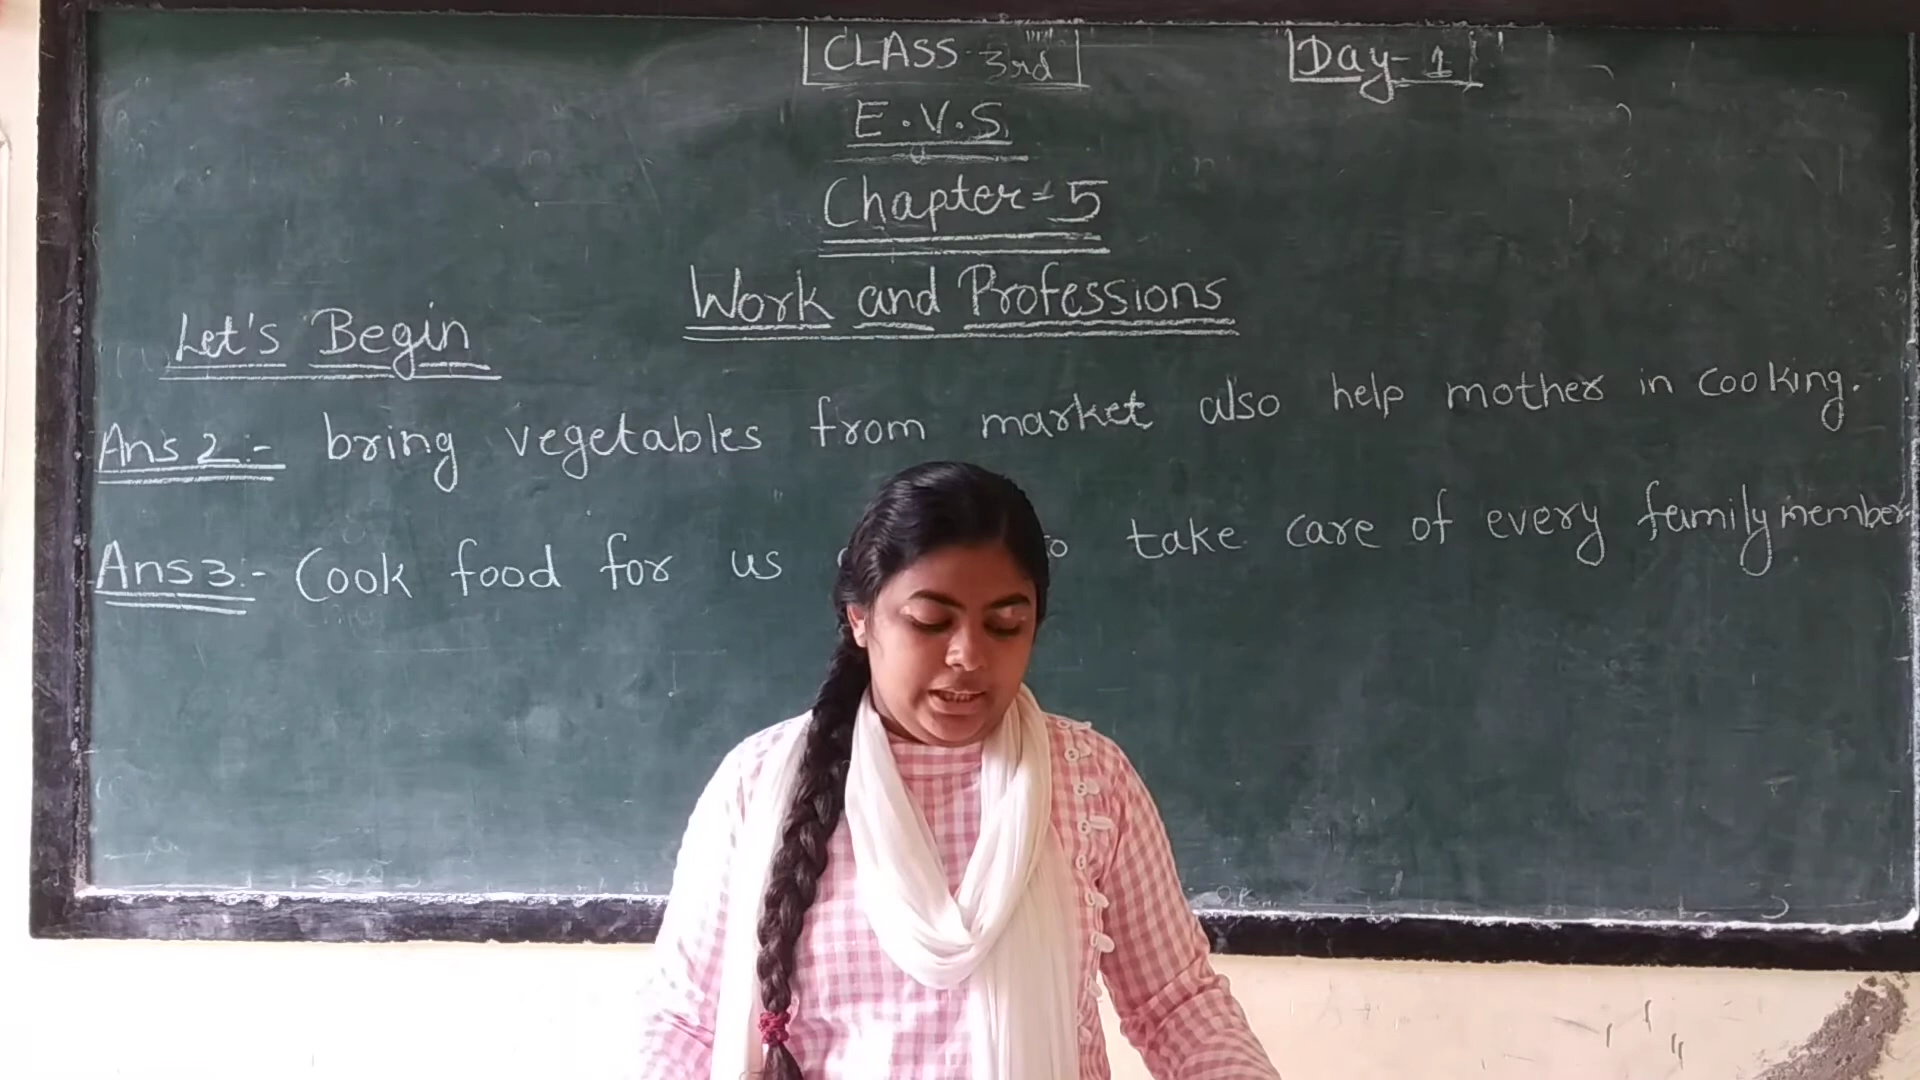 CLASS - 3rd
Day - 1
E.V.S.
Chapter = 5
Work and Professions
Let's Begin
Ans 2:- bring vegetables from market also help mother in cooking.
Ans 3:- Cook food for us take care of every family member